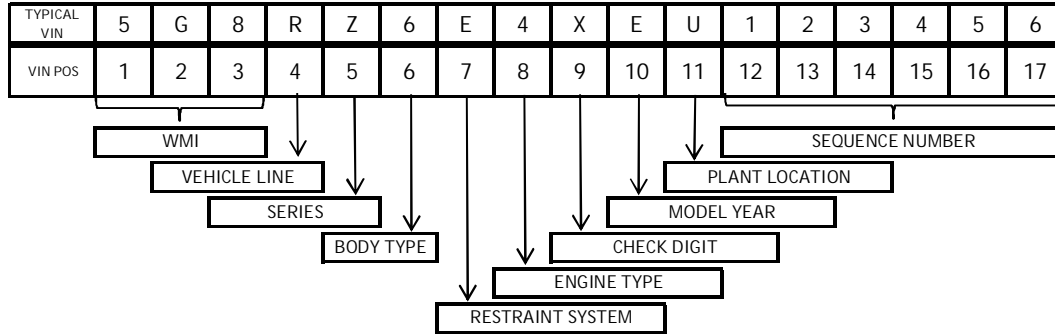 TYPICAL
VIN 5 G 8 R Z 6 E 4 X E U 1 2 3 4 5 6
VIN POS 1 2 3 4 5 6 7 8 9 10 11 12 13 14 15 16 17
WMI SEQUENCE NUMBER
VEHICLE LINE PLANT LOCATION
SERIES MODEL YEAR
BODY TYPE CHECK DIGIT
ENGINE TYPE
RESTRAINT SYSTEM